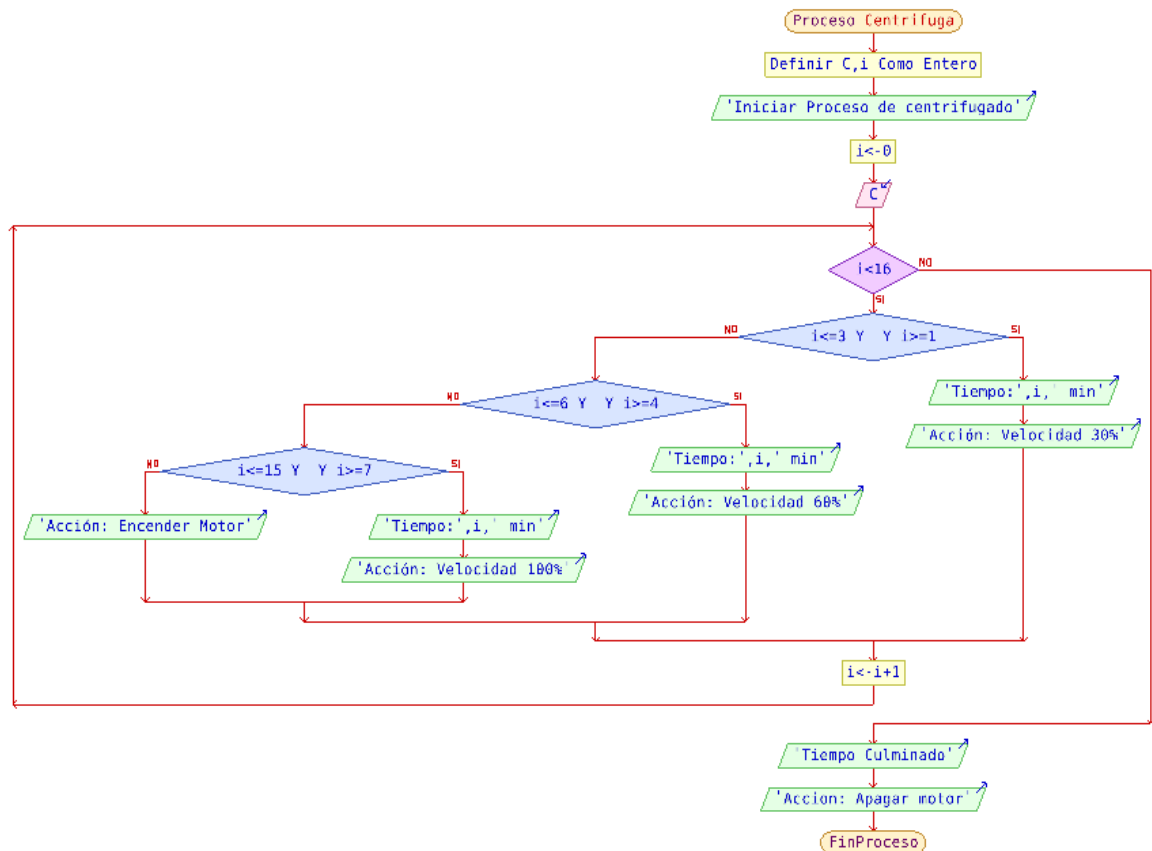 Proceso Centrifuga
Definir C,i Como Entero
'Iniciar Proceso de centrifugado'
i<-0
C
i<16
NO
SI
i<=3 Y  Y i>=1
NO
SI
'Tiempo:',i,' min'
'Acción: Velocidad 30%'
i<=6 Y  Y i>=4
NO
SI
'Tiempo:',i,' min'
'Acción: Velocidad 60%'
i<=15 Y  Y i>=7
NO
SI
'Acción: Encender Motor'
'Tiempo:',i,' min'
'Acción: Velocidad 100%'
i<-i+1
'Tiempo Culminado'
'Accion: Apagar motor'
FinProceso